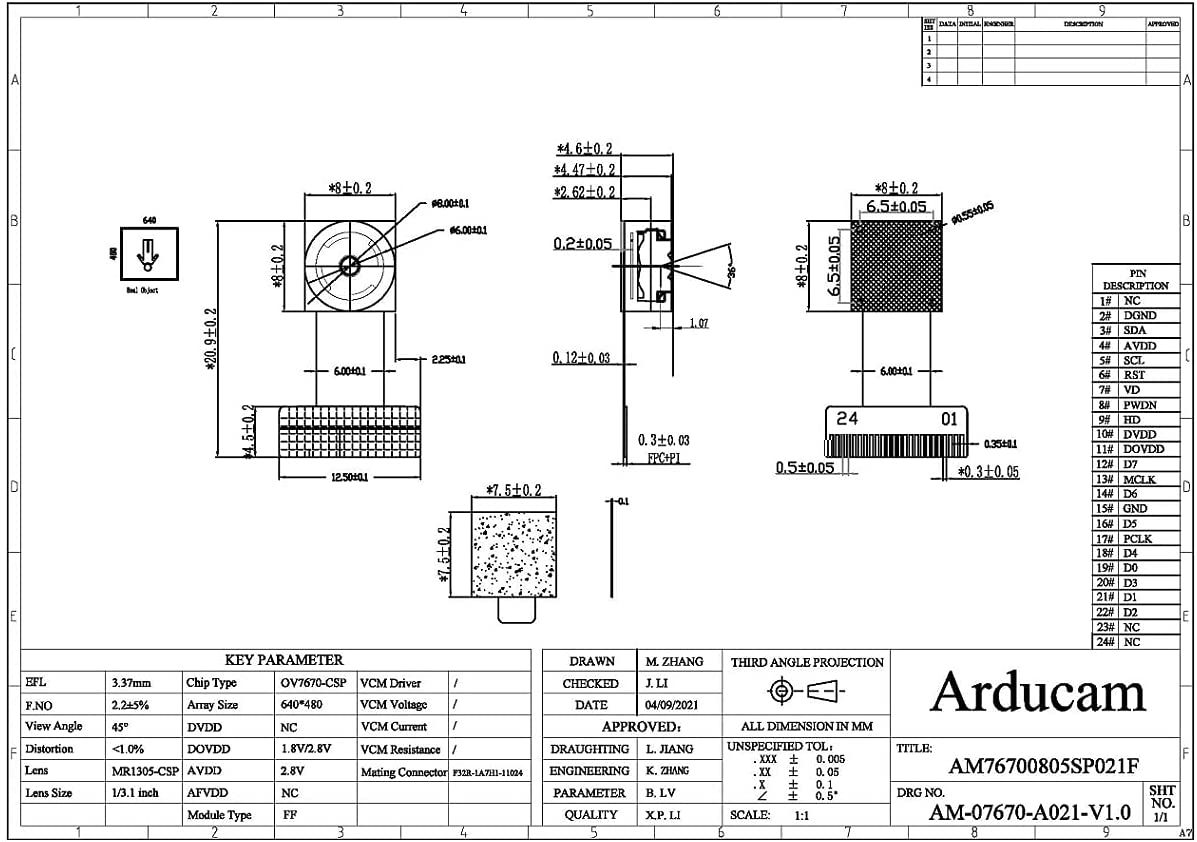 1 2 3 4 5 6 7 8 9
SHT ISS DATA INITIAL ENGINEER DESCRIPTION APPROVED
1
2
3
4
A A
B B
C C
D D
E E
F F
640
480
Real Object
*8±0.2
ø8.00±0.1
ø6.00±0.1
*8±0.2
*20.9±0.2
2.25±0.1
6.00±0.1
*4.5±0.2
12.50±0.1
*4.6±0.2
*4.47±0.2
*2.62±0.2
0.2±0.05
36°
1.07
0.12±0.03
0.3±0.03
FPC+PI
*8±0.2
6.5±0.05
ø0.55±0.05
*8±0.2
6.5±0.05
6.00±0.1
24 01
0.35±0.1
0.5±0.05
*0.3±0.05
*7.5±0.2
*7.5±0.2
0.1
PIN
DESCRIPTION
1# NC
2# DGND
3# SDA
4# AVDD
5# SCL
6# RST
7# VD
8# PWDN
9# HD
10# DVDD
11# DOVDD
12# D7
13# MCLK
14# D6
15# GND
16# D5
17# PCLK
18# D4
19# D0
20# D3
21# D1
22# D2
23# NC
24# NC
KEY PARAMETER
EFL 3.37mm Chip Type OV7670-CSP VCM Driver /
F.NO 2.2±5% Array Size 640*480 VCM Voltage /
View Angle 45° DVDD NC VCM Current /
Distortion <1.0% DOVDD 1.8V/2.8V VCM Resistance /
Lens MR1305-CSP AVDD 2.8V Mating Connector F32R-1A7H1-11024
Lens Size 1/3.1 inch AFVDD NC
Module Type FF
DRAWN M. ZHANG
CHECKED J. LI
DATE 04/09/2021
APPROVED:
DRAUGHTING L. JIANG
ENGINEERING K. ZHANG
PARAMETER B. LV
QUALITY X.P. LI
THIRD ANGLE PROJECTION
ALL DIMENSION IN MM
UNSPECIFIED TOL:
.XXX ± 0.005
.XX ± 0.05
.X ± 0.1
∠ ± 0.5°
SCALE: 1:1
Arducam
TITLE:
AM76700805SP021F
DRG NO.
AM-07670-A021-V1.0
SHT
NO.
1/1
1 2 3 4 5 6 7 8 9 A7